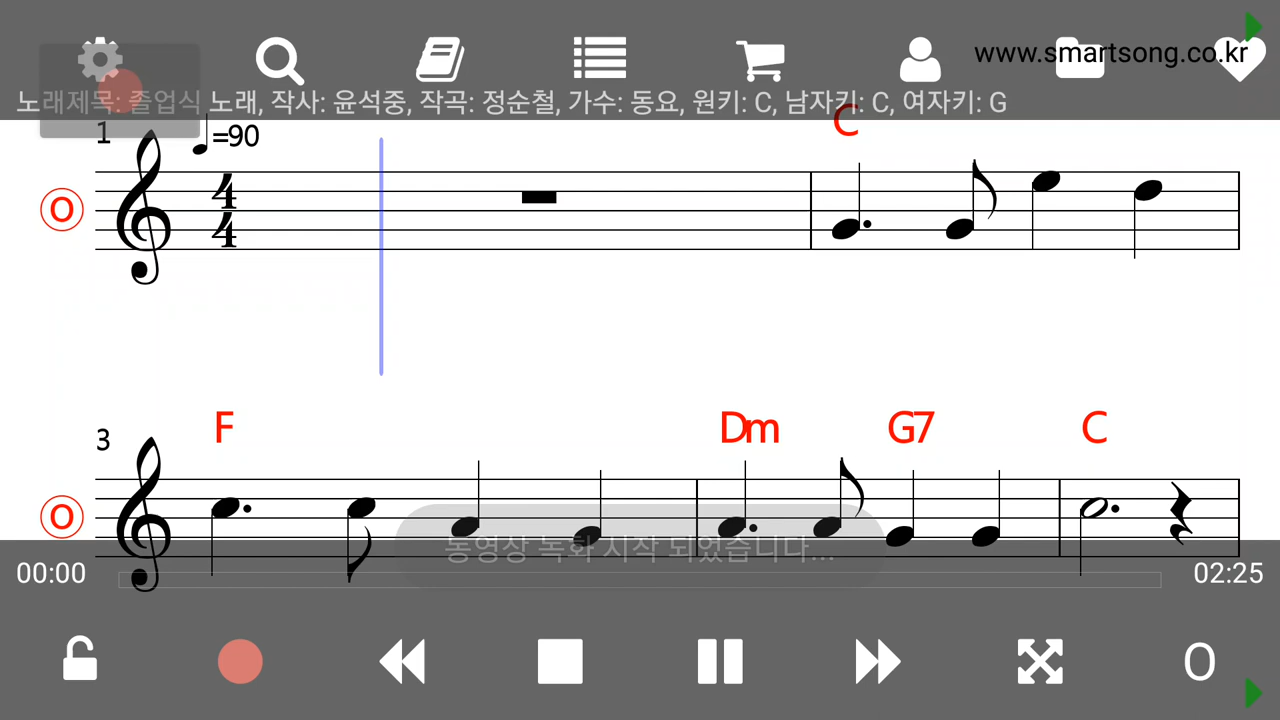 www.smartsong.co.kr
노래제목: 졸업식 노래, 작사: 윤석중, 작곡: 정순철, 가수: 동요, 원키: C, 남자키: C, 여자키: G
1 =90 C
4
4
O
F Dm G7 C
3
O
동영상 녹화 시작 되었습니다...
00:00 02:25
O